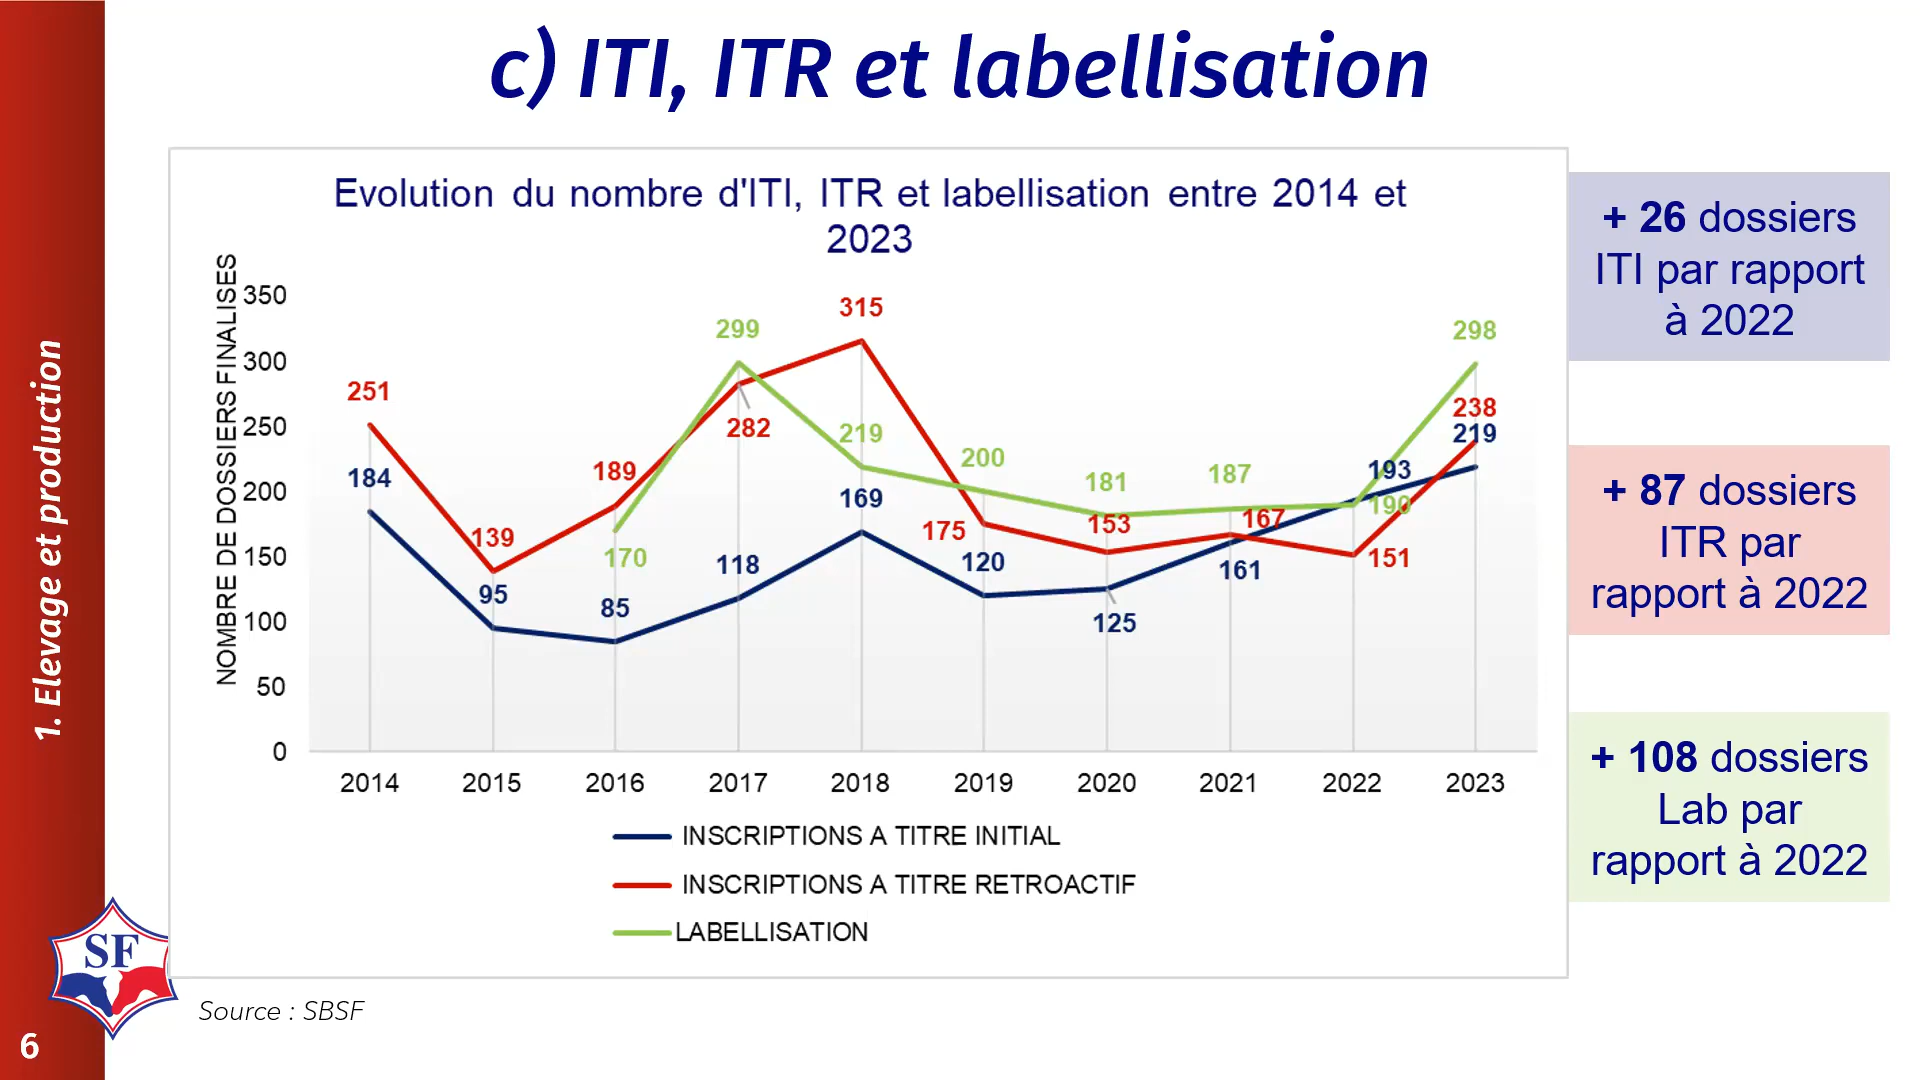 c) ITI, ITR et labellisation
Evolution du nombre d'ITI, ITR et labellisation entre 2014 et
2023
NOMBRE DE DOSSIERS FINALISES
350
300
250
200
150
100
50
0
251
139
189
282
315
175
153
167
151
238
184
95
85
118
169
120
125
161
193
219
170
299
219
200
181
187
190
298
2014 2015 2016 2017 2018 2019 2020 2021 2022 2023
INSCRIPTIONS A TITRE INITIAL
INSCRIPTIONS A TITRE RETROACTIF
LABELLISATION
+ 26 dossiers
ITI par rapport
à 2022
+ 87 dossiers
ITR par
rapport à 2022
+ 108 dossiers
Lab par
rapport à 2022
1. Elevage et production
SF
Source : SBSF
6